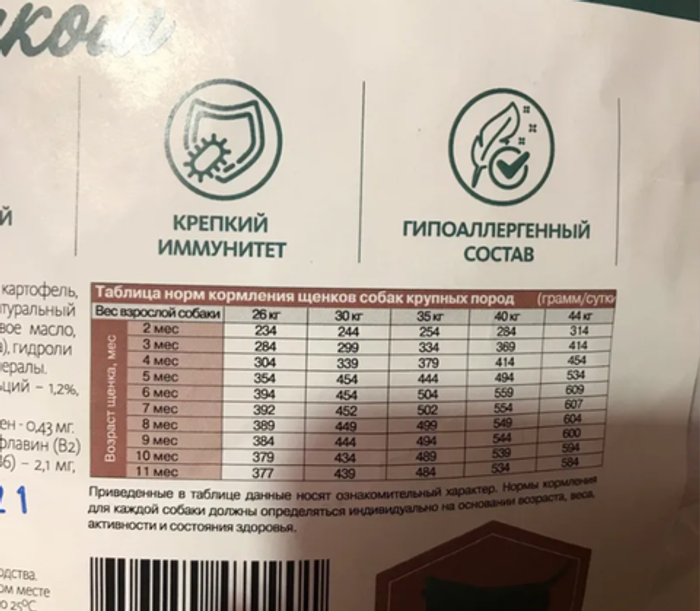 КРЕПКИЙ
ИММУНИТЕТ
ГИПОАЛЛЕРГЕННЫЙ
СОСТАВ
й
картофель,
вое масло,
гидроли
ералы.
ций – 1,2%,
ен - 0,43 мг.
флавин (В2)
– 2,1 мг,
21
одства.
ом месте
о 25°С
Таблица норм кормления щенков собак крупных пород (грамм/сутки
Вес взрослой собаки 26 кг 30 кг 35 кг 40 кг 44 кг
Возраст щенка, мес
2 мес 234 244 254 284 314
3 мес 284 299 334 369 414
4 мес 304 339 379 414 454
5 мес 354 454 444 494 534
6 мес 394 454 504 559 609
7 мес 392 452 502 554 607
8 мес 389 449 499 549 604
9 мес 384 444 494 544 600
10 мес 379 434 489 539 594
11 мес 377 439 484 534 584
Приведенные в таблице данные носят ознакомительный характер. Нормы кормления
для каждой собаки должны определяться индивидуально на основании возраста, веса,
активности и состояния здоровья.